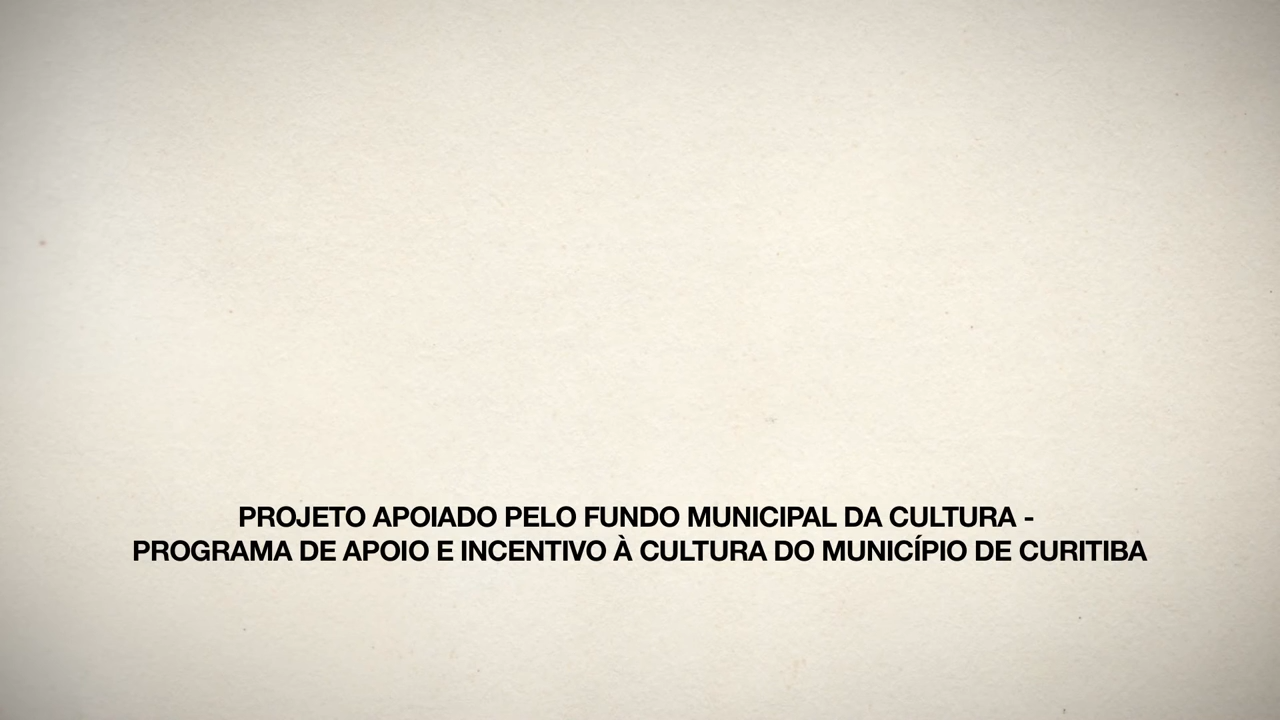 PROJETO APOIADO PELO FUNDO MUNICIPAL DA CULTURA -
PROGRAMA DE APOIO E INCENTIVO À CULTURA DO MUNICÍPIO DE CURITIBA